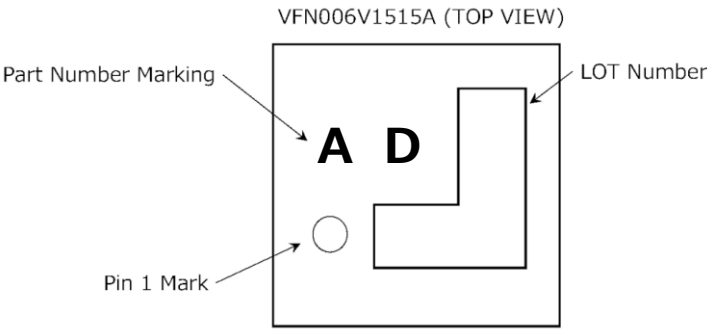 VFN006V1515A (TOP VIEW)
Part Number Marking
LOT Number
A D
Pin 1 Mark